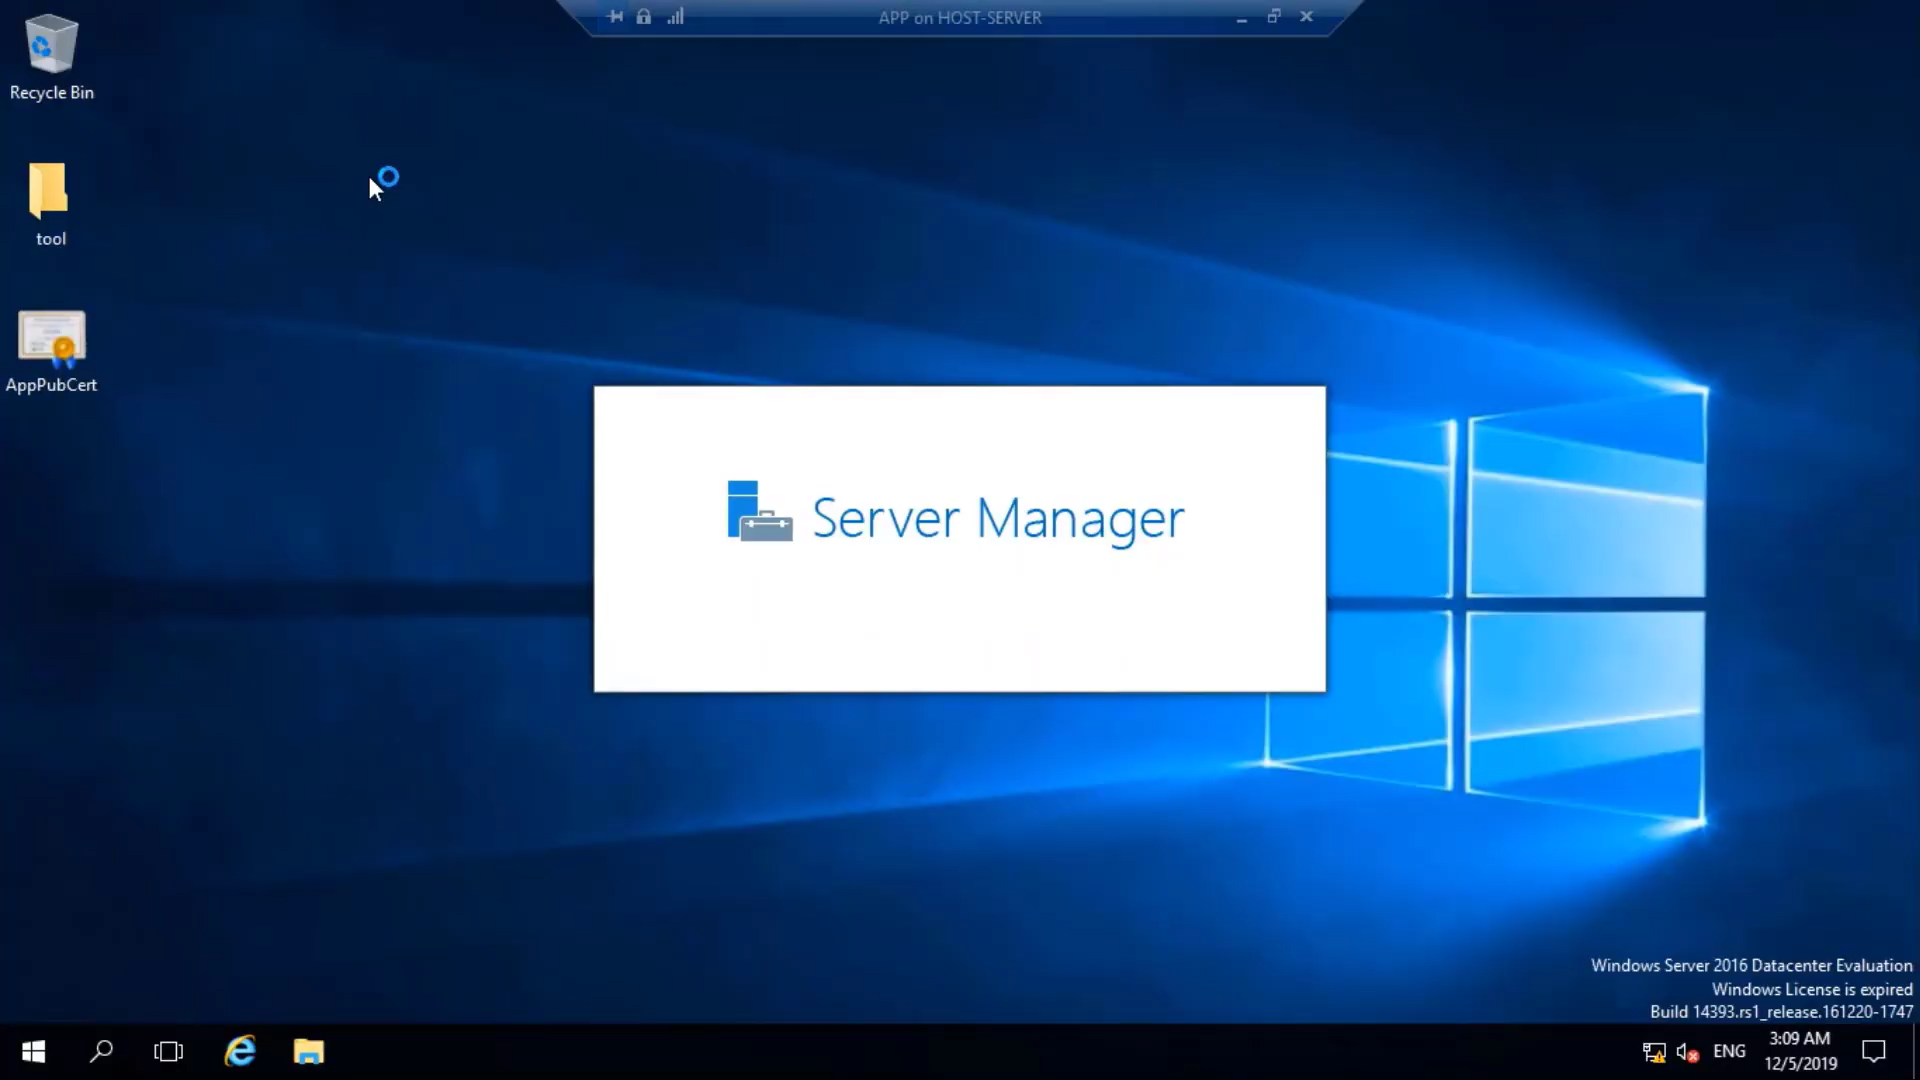 APP on HOST-SERVER
Recycle Bin
tool
AppPubCert
Server Manager
Windows Server 2016 Datacenter Evaluation
Windows License is expired
Build 14393.rs1_release.161220-1747
ENG
3:09 AM
12/5/2019